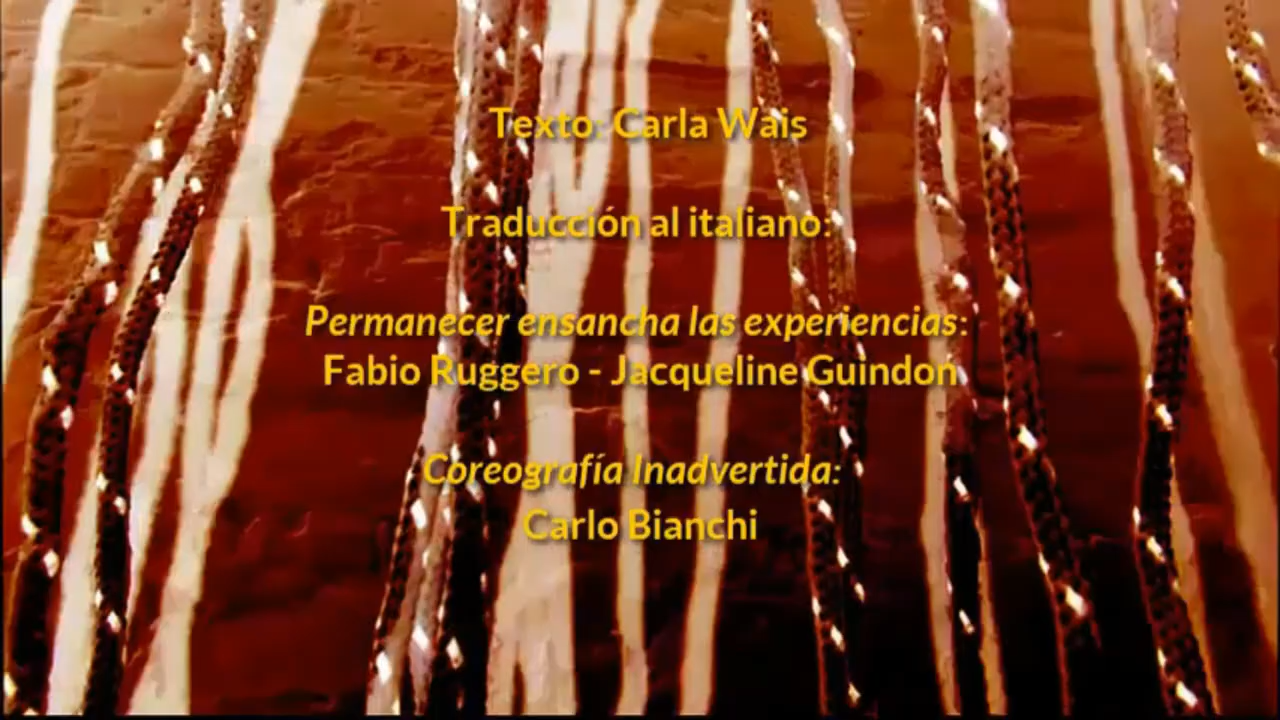 Texto: Carla Wais
Traducción al italiano:
Permanecer ensancha las experiencias:
Fabio Ruggero - Jacqueline Guindon
Coreografía Inadvertida:
Carlo Bianchi